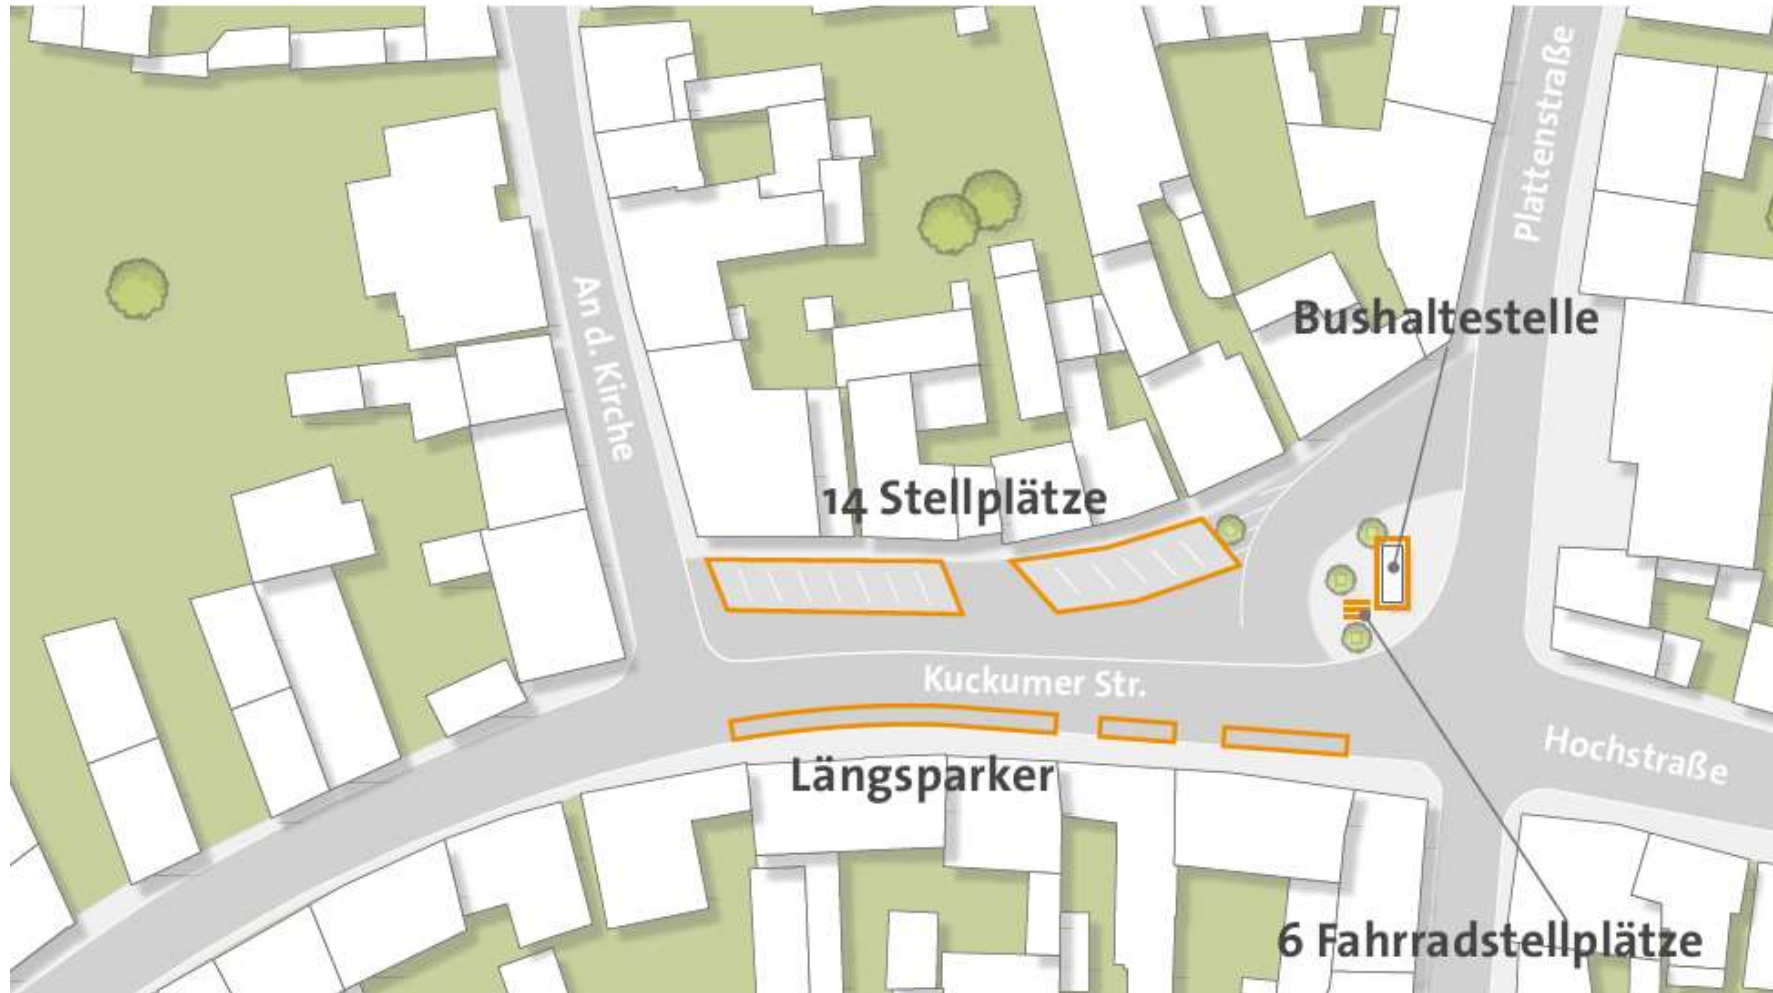 Plattenstraße
An d. Kirche
Bushaltestelle
14 Stellplätze
Kuckumer Str.
Hochstraße
Längsparker
6 Fahrradstellplätze